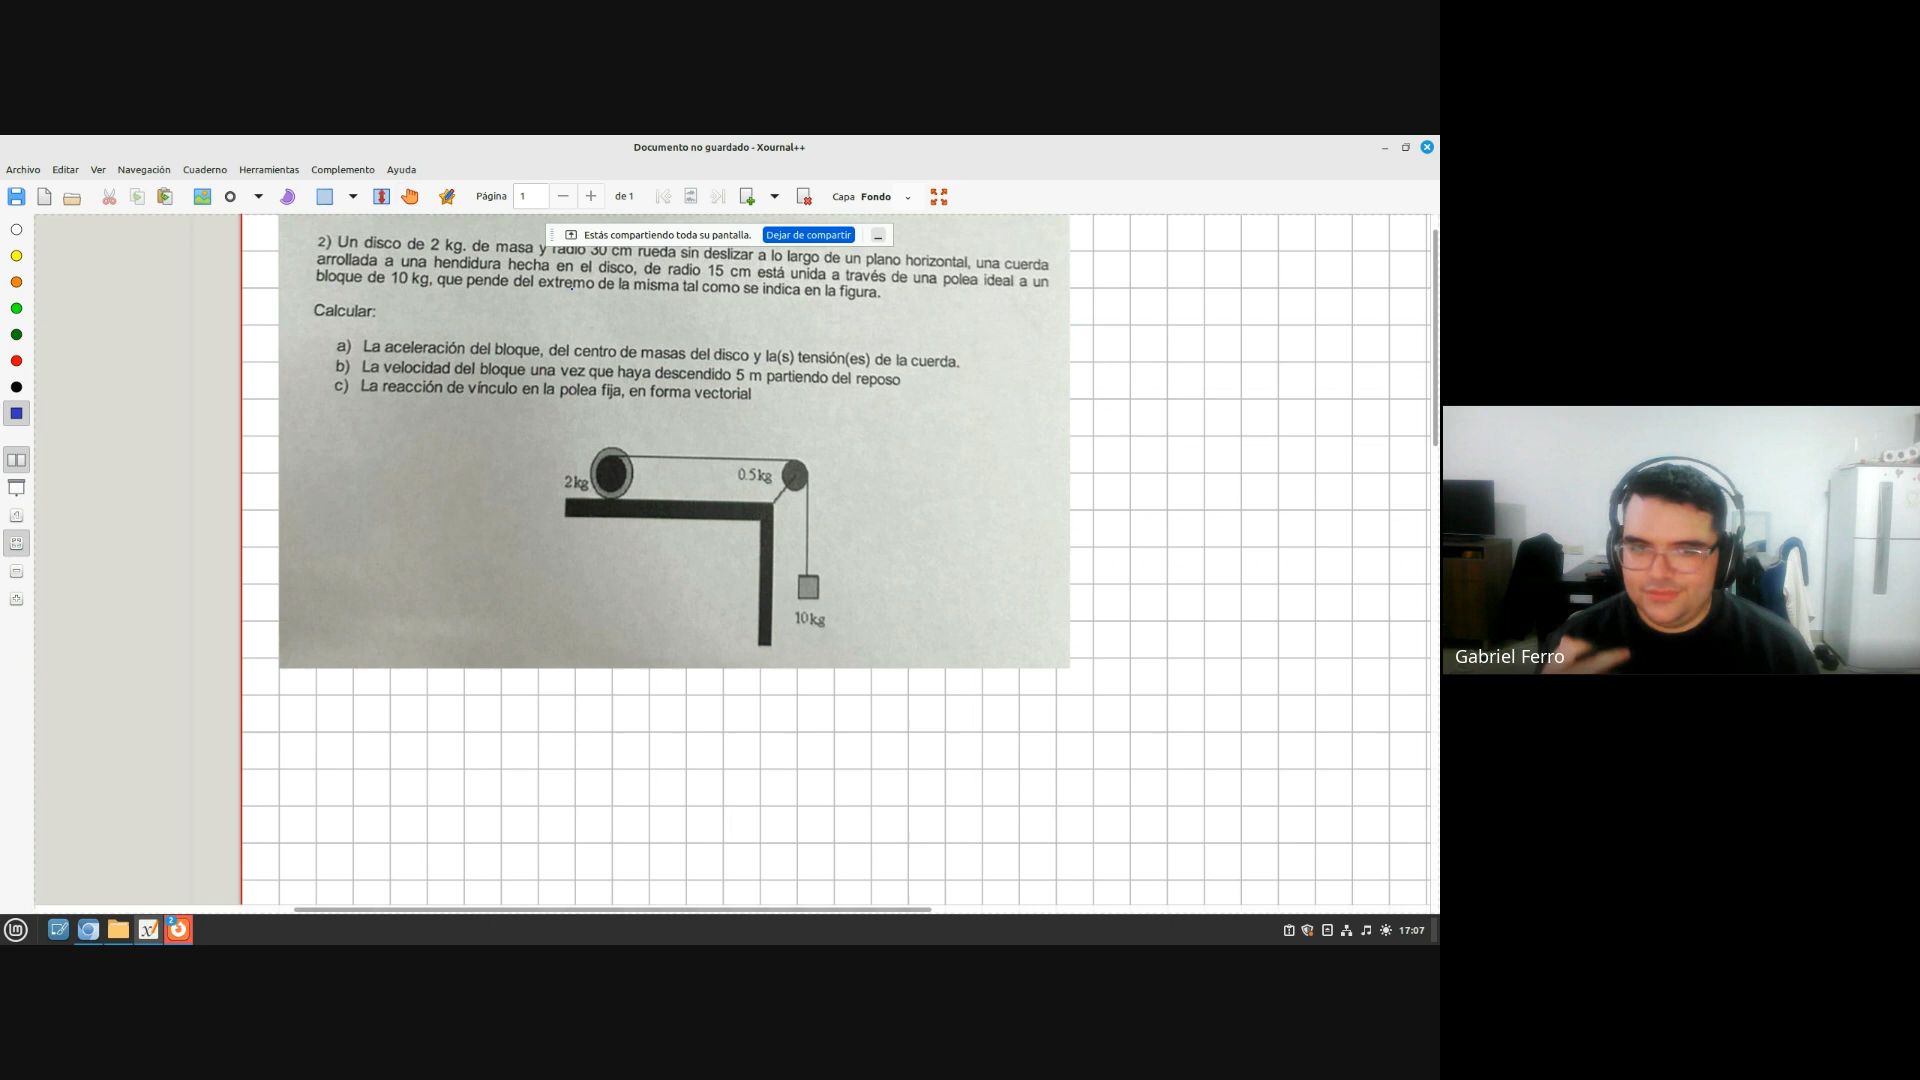 Documento no guardado - Xournal++
Archivo Editar Ver Navegación Cuaderno Herramientas Complemento Ayuda
Página 1 de 1 Capa Fondo
Estás compartiendo toda su pantalla. Dejar de compartir
2) Un disco de 2 kg. de masa y radio 30 cm rueda sin deslizar a lo largo de un plano horizontal, una cuerda
arrollada a una hendidura hecha en el disco, de radio 15 cm está unida a través de una polea ideal a un
bloque de 10 kg, que pende del extremo de la misma tal como se indica en la figura.
Calcular:
a) La aceleración del bloque, del centro de masas del disco y la(s) tensión(es) de la cuerda.
b) La velocidad del bloque una vez que haya descendido 5 m partiendo del reposo
c) La reacción de vínculo en la polea fija, en forma vectorial
2kg
0.5kg
10kg
Gabriel Ferro
2
17:07